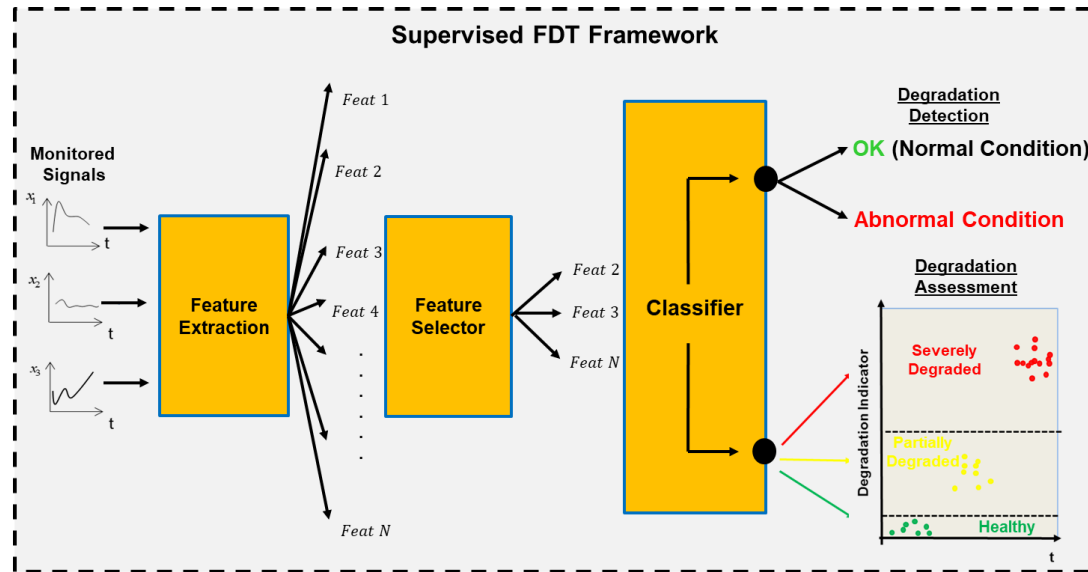 Supervised FDT Framework
Monitored
Signals
x₁
t
x₂
t
x₃
t
Feature
Extraction
Feat 1
Feat 2
Feat 3
Feat 4
Feat N
Feature
Selector
Feat 2
Feat 3
Feat N
Classifier
Degradation
Detection
OK (Normal Condition)
Abnormal Condition
Degradation
Assessment
Degradation Indicator
Severely
Degraded
Partially
Degraded
Healthy
t